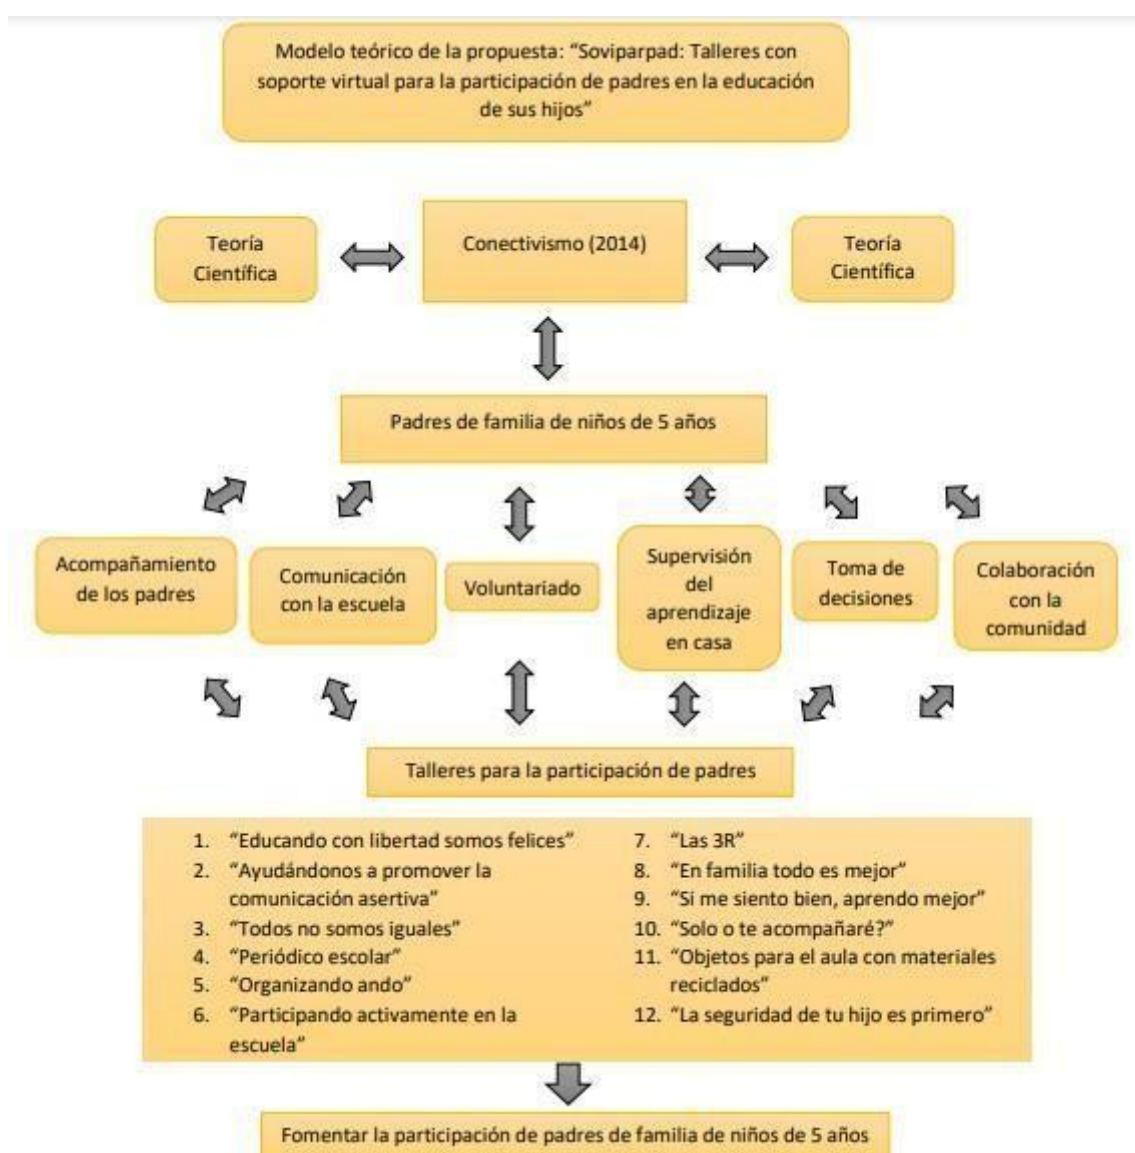 Modelo teórico de la propuesta: “Soviparpad: Talleres con
soporte virtual para la participación de padres en la educación
de sus hijos”
Teoría
Científica
Conectivismo (2014)
Teoría
Científica
Padres de familia de niños de 5 años
Acompañamiento
de los padres
Comunicación
con la escuela
Voluntariado
Supervisión
del
aprendizaje
en casa
Toma de
decisiones
Colaboración
con la
comunidad
Talleres para la participación de padres
1. “Educando con libertad somos felices”
2. “Ayudándonos a promover la
comunicación asertiva”
3. “Todos no somos iguales”
4. “Periódico escolar”
5. “Organizando ando”
6. “Participando activamente en la
escuela”
7. “Las 3R”
8. “En familia todo es mejor”
9. “Si me siento bien, aprendo mejor”
10. “Solo o te acompañaré?”
11. “Objetos para el aula con materiales
reciclados”
12. “La seguridad de tu hijo es primero”
Fomentar la participación de padres de familia de niños de 5 años